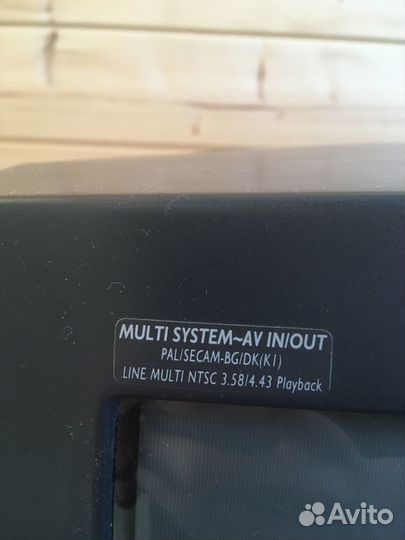 MULTI SYSTEM~AV IN/OUT
PAL/SECAM-BG/DK(K1)
LINE MULTI NTSC 3.58/4.43 Playback
Avito